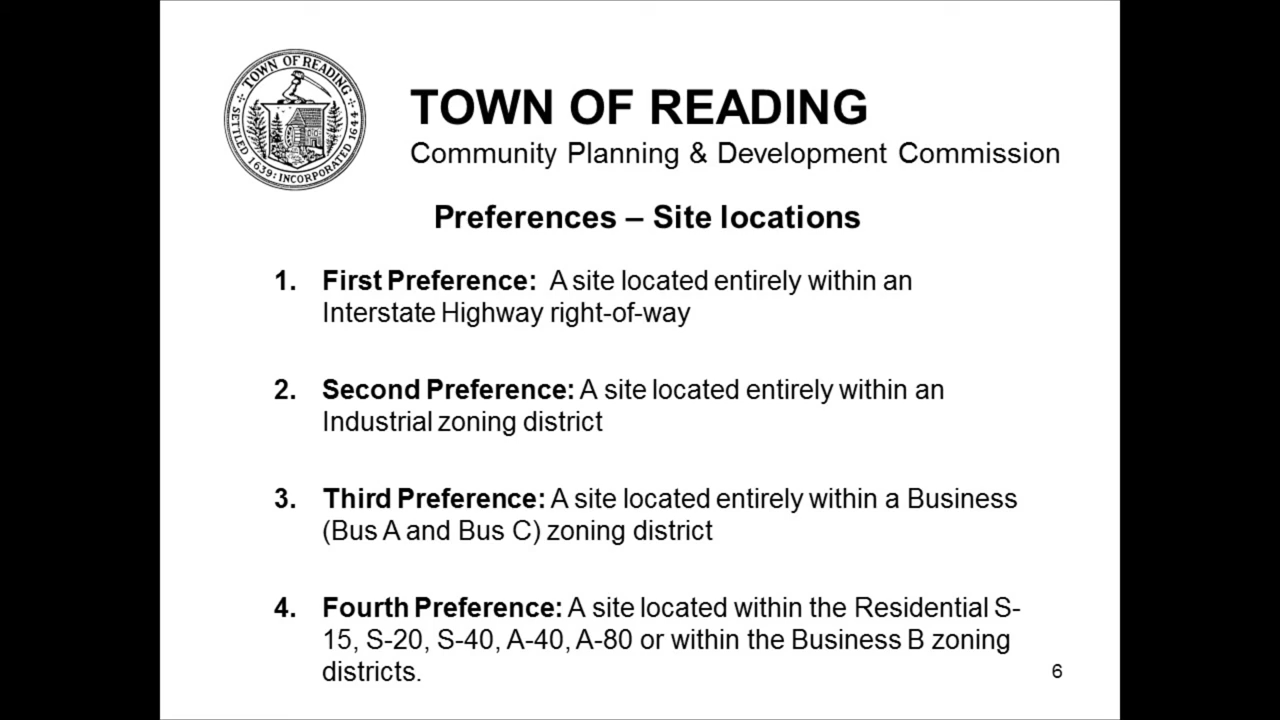 TOWN OF READING
SETTLED 1639: INCORPORATED 1644
TOWN OF READING
Community Planning & Development Commission
Preferences – Site locations
1. First Preference: A site located entirely within an
Interstate Highway right-of-way
2. Second Preference: A site located entirely within an
Industrial zoning district
3. Third Preference: A site located entirely within a Business
(Bus A and Bus C) zoning district
4. Fourth Preference: A site located within the Residential S-
15, S-20, S-40, A-40, A-80 or within the Business B zoning
districts.
6